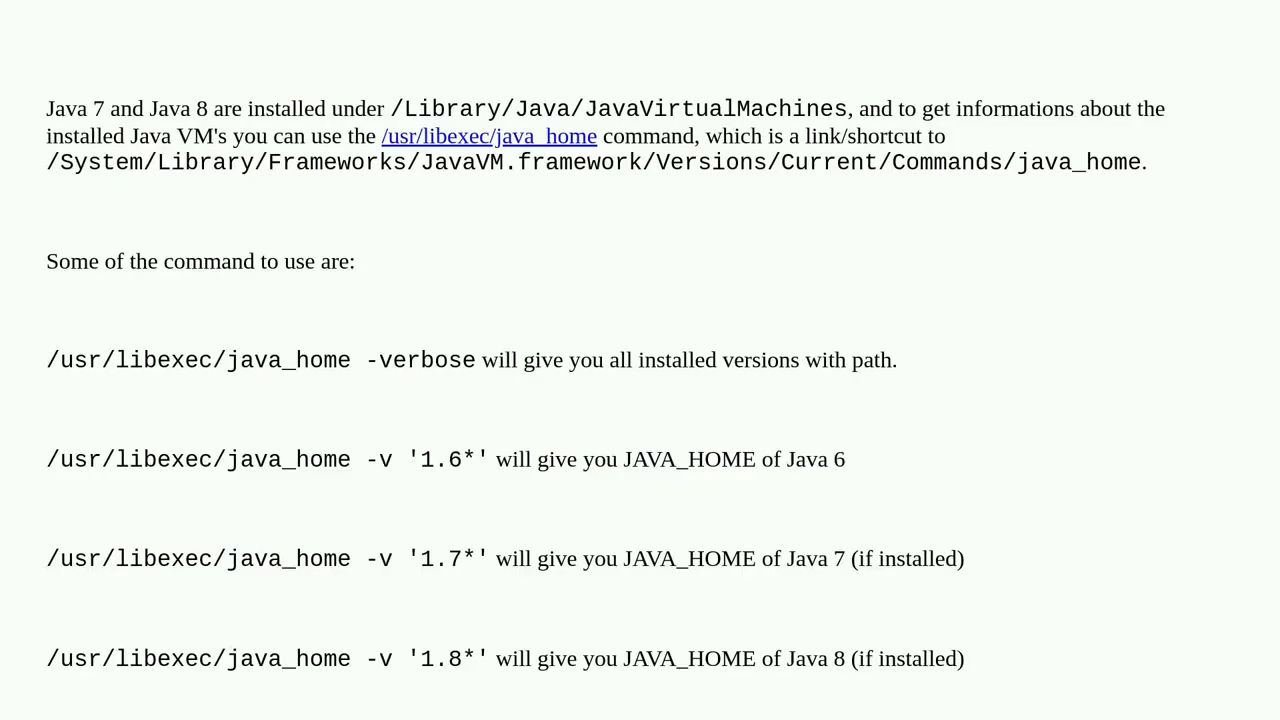 Java 7 and Java 8 are installed under /Library/Java/JavaVirtualMachines, and to get informations about the
installed Java VM's you can use the /usr/libexec/java_home command, which is a link/shortcut to
/System/Library/Frameworks/JavaVM.framework/Versions/Current/Commands/java_home.
Some of the command to use are:
/usr/libexec/java_home -verbose will give you all installed versions with path.
/usr/libexec/java_home -v '1.6*' will give you JAVA_HOME of Java 6
/usr/libexec/java_home -v '1.7*' will give you JAVA_HOME of Java 7 (if installed)
/usr/libexec/java_home -v '1.8*' will give you JAVA_HOME of Java 8 (if installed)